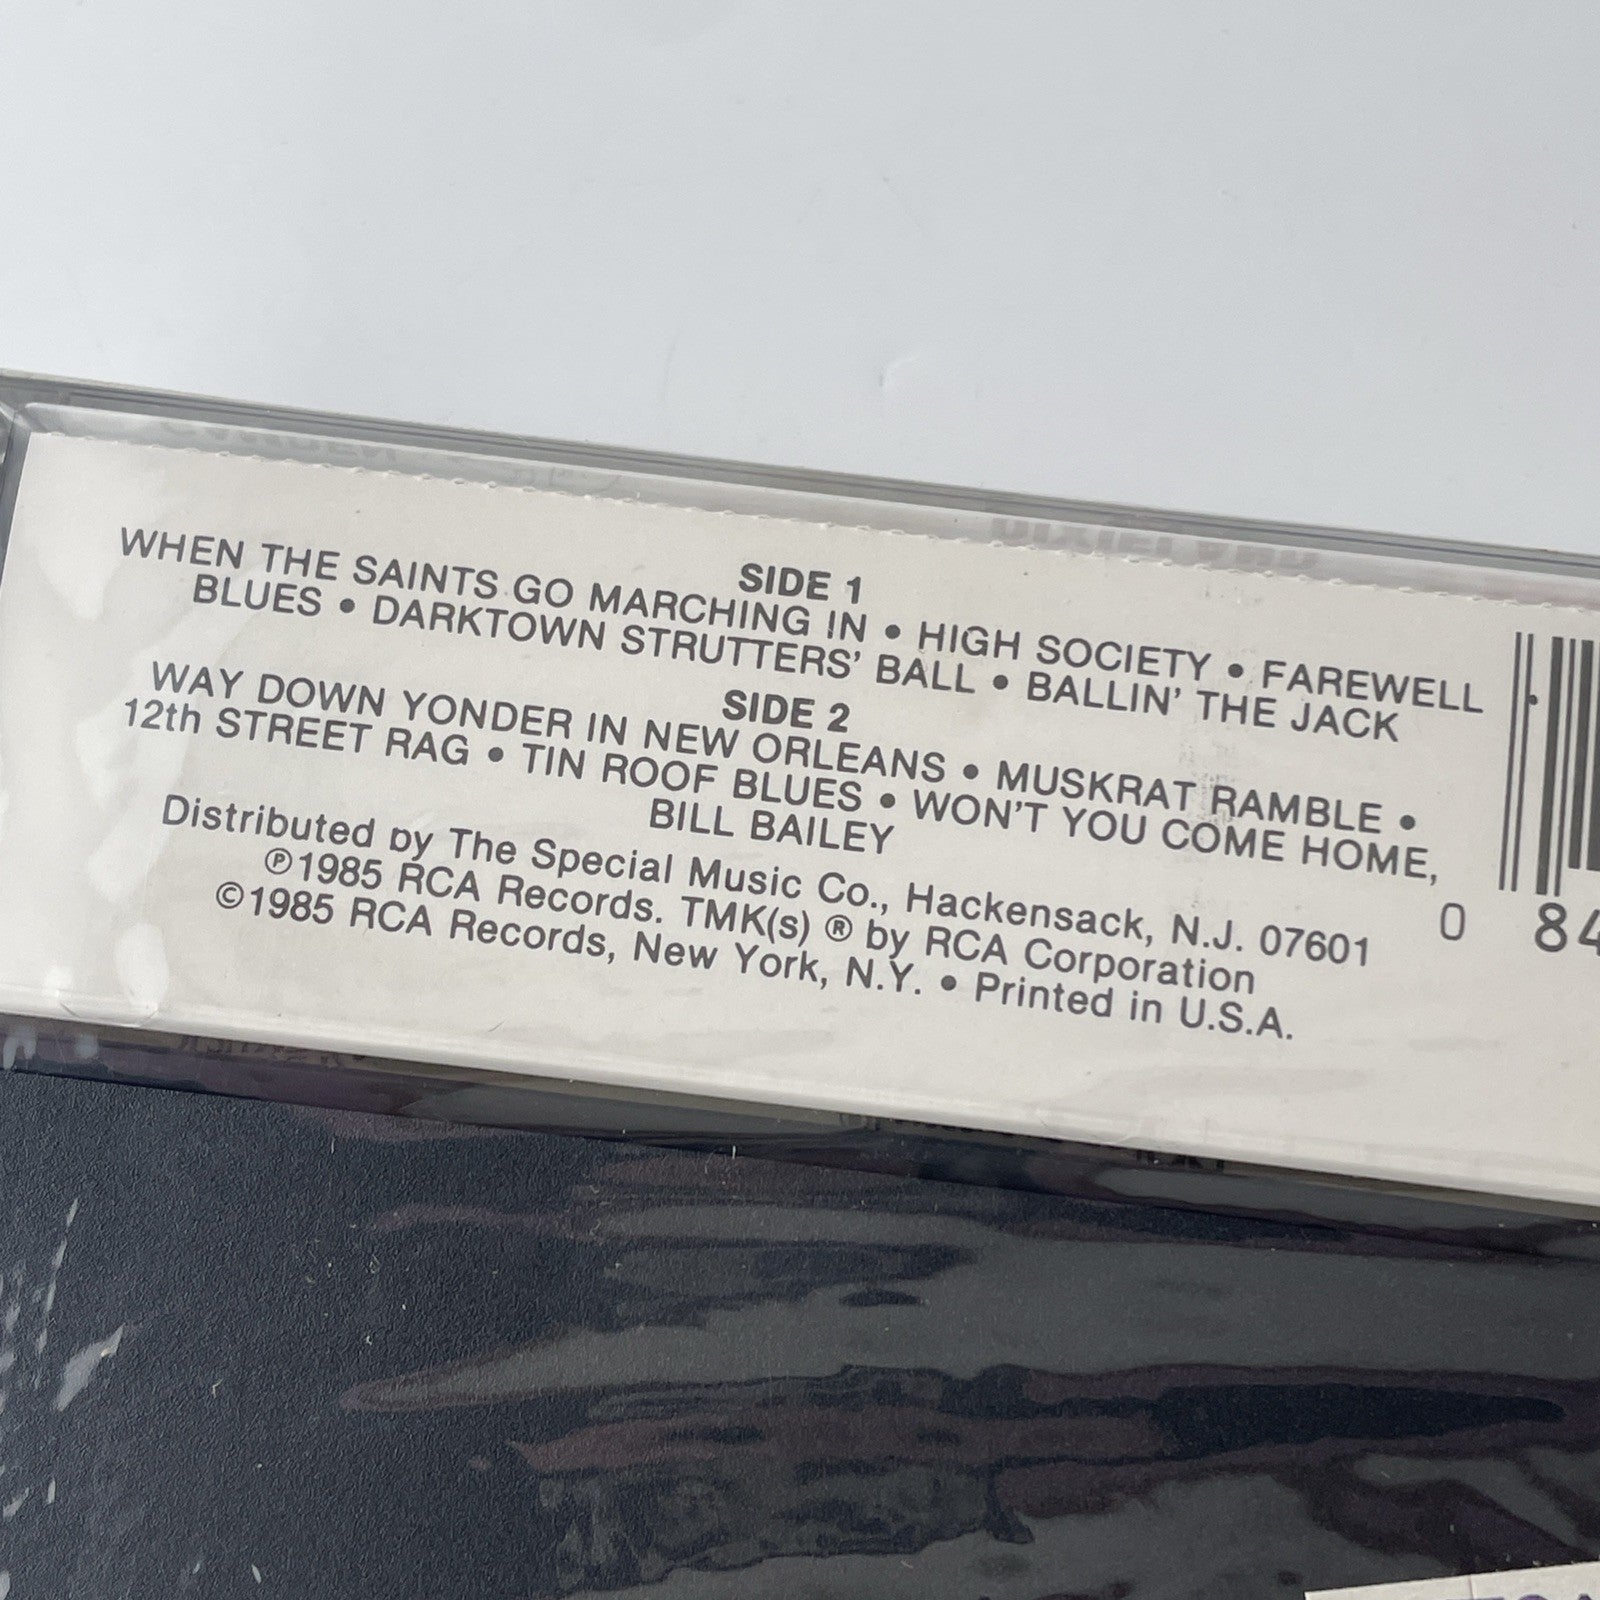 SIDE 1
WHEN THE SAINTS GO MARCHING IN • HIGH SOCIETY • FAREWELL
BLUES • DARKTOWN STRUTTERS' BALL • BALLIN' THE JACK
SIDE 2
WAY DOWN YONDER IN NEW ORLEANS • MUSKRAT RAMBLE •
12th STREET RAG • TIN ROOF BLUES • WON'T YOU COME HOME,
BILL BAILEY
Distributed by The Special Music Co., Hackensack, N.J. 07601
℗1985 RCA Records. TMK(s) ® by RCA Corporation
©1985 RCA Records, New York, N.Y. • Printed in U.S.A.
0 84